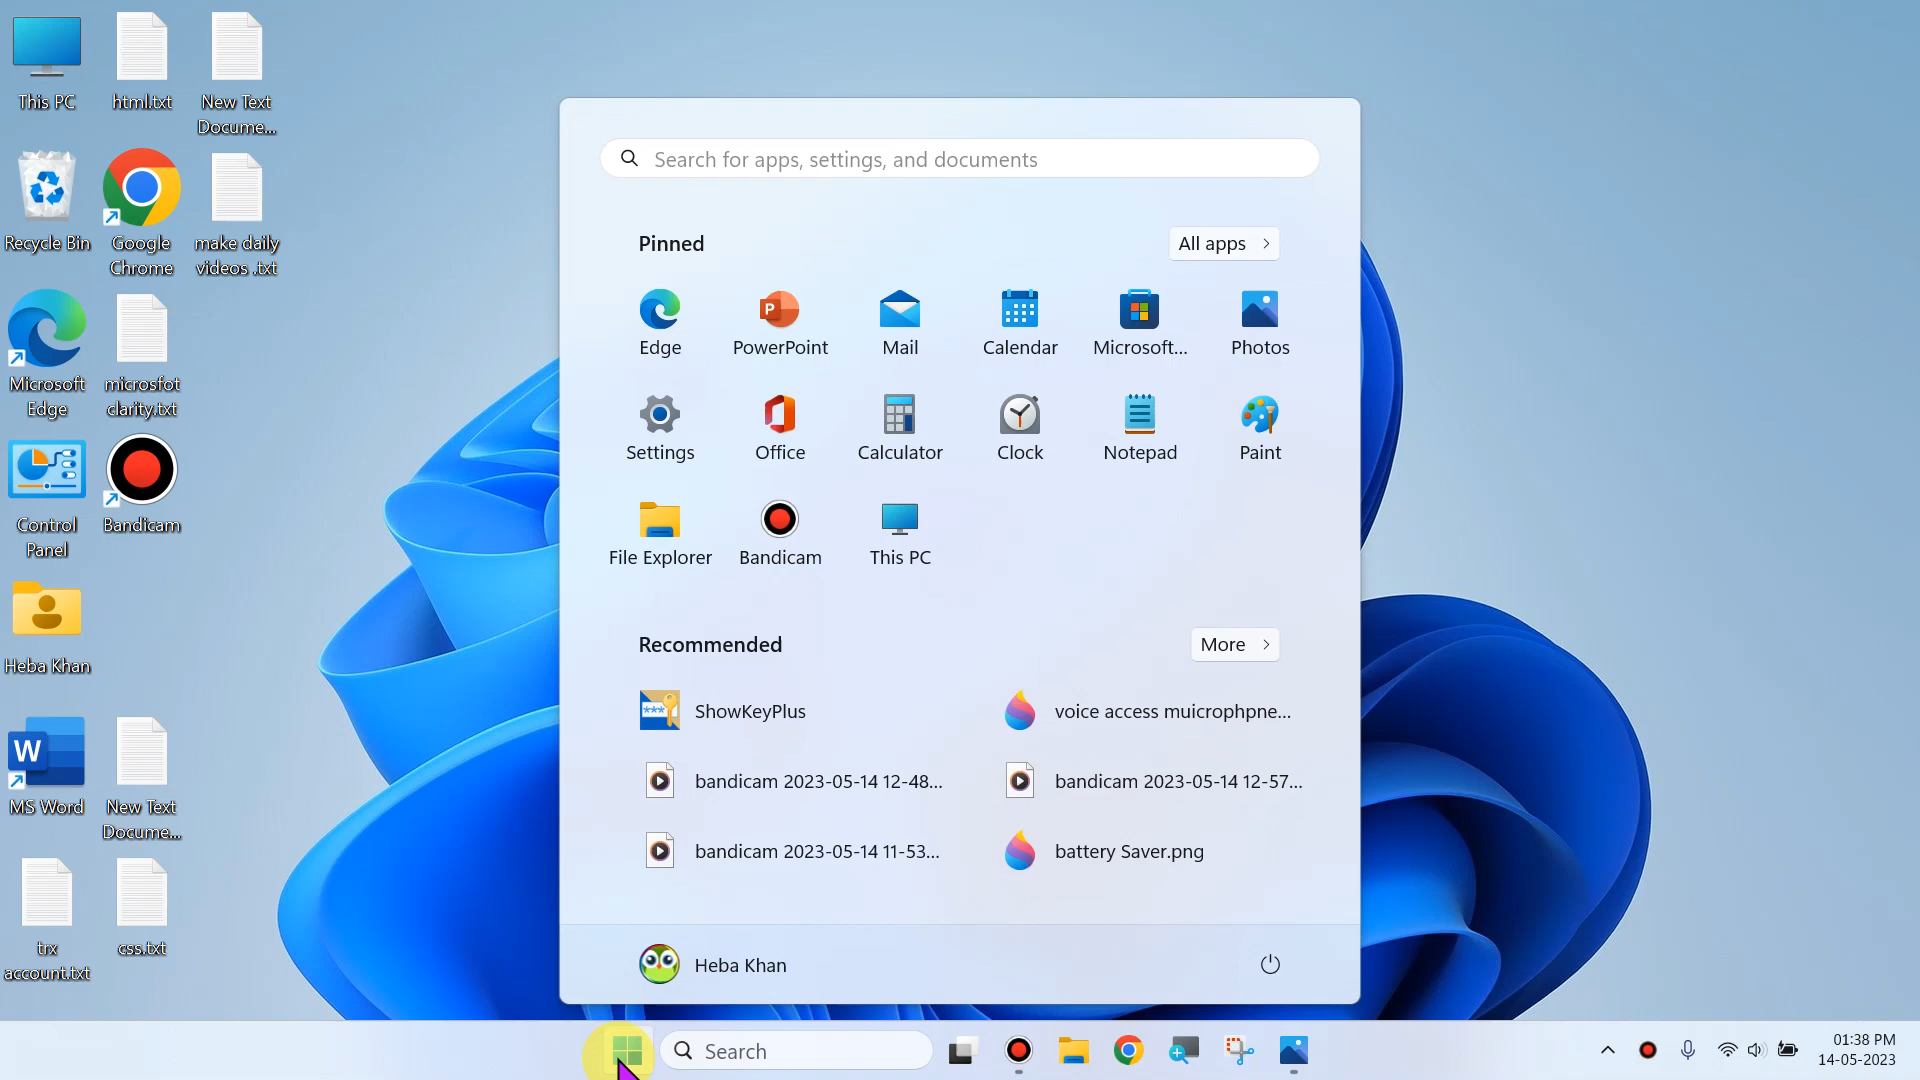 This PC
html.txt
New Text
Docume...
Recycle Bin
Google
Chrome
make daily
videos .txt
Microsoft
Edge
microsfot
clarity.txt
Control
Panel
Bandicam
Heba Khan
W
MS Word
New Text
Docume...
trx
account.txt
css.txt
Search for apps, settings, and documents
Pinned
All apps
P
Edge
PowerPoint
Mail
Calendar
Microsoft...
Photos
Settings
Office
Calculator
Clock
Notepad
Paint
File Explorer
Bandicam
This PC
Recommended
More
***
ShowKeyPlus
voice access muicrophpne...
bandicam 2023-05-14 12-48...
bandicam 2023-05-14 12-57...
bandicam 2023-05-14 11-53...
battery Saver.png
Heba Khan
Search
01:38 PM
14-05-2023